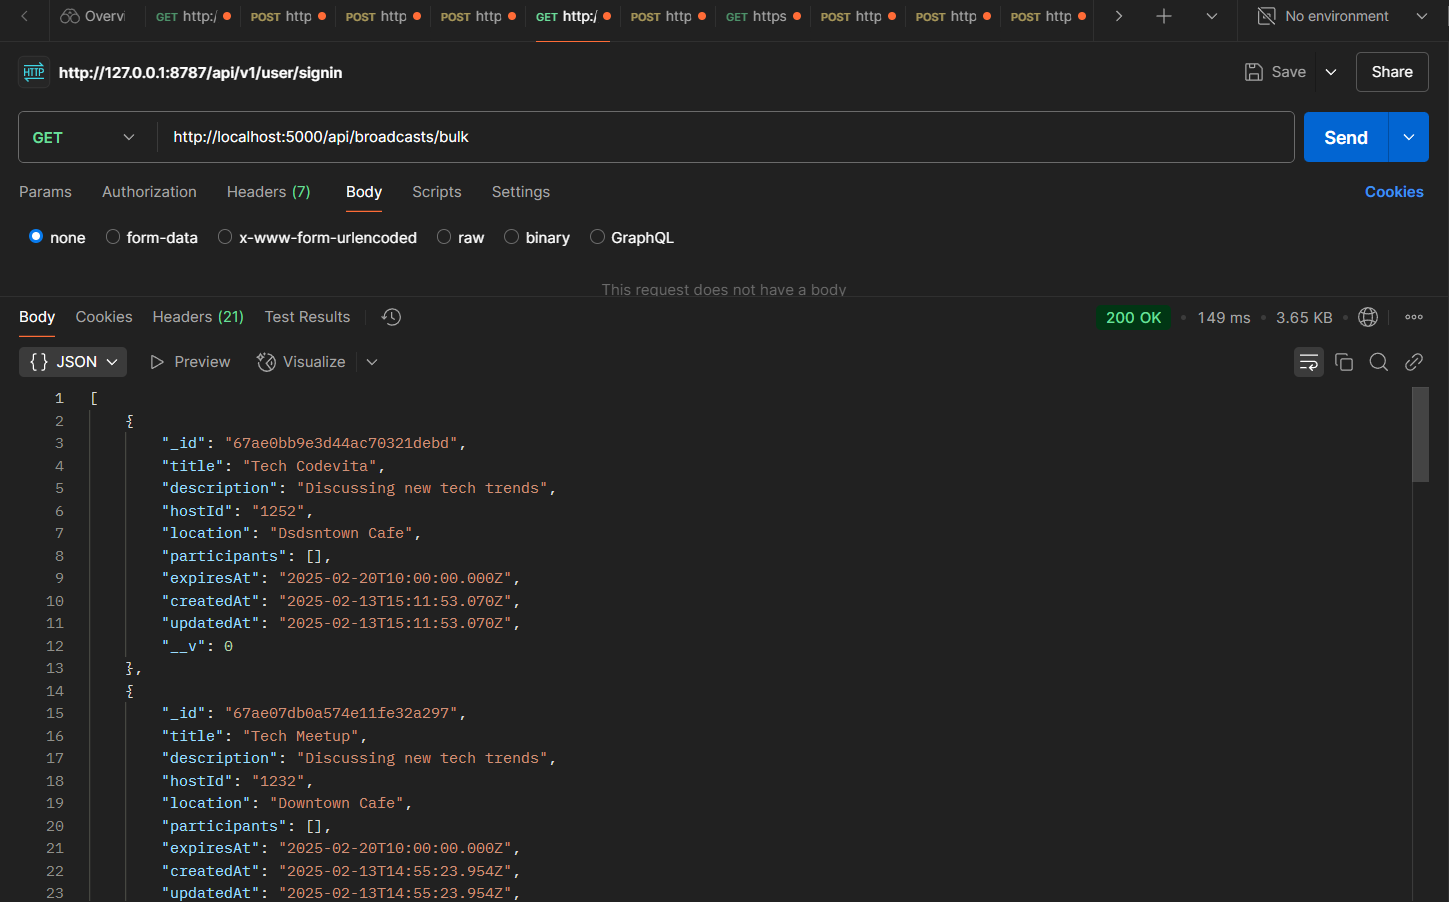 Overvi GET http:/ POST http POST http POST http GET http:/ POST http GET https POST http POST http POST http No environment
HTTP http://127.0.0.1:8787/api/v1/user/signin Save Share
GET http://localhost:5000/api/broadcasts/bulk Send
Params Authorization Headers (7) Body Scripts Settings Cookies
none form-data x-www-form-urlencoded raw binary GraphQL
This request does not have a body
Body Cookies Headers (21) Test Results 200 OK • 149 ms • 3.65 KB •
{} JSON Preview Visualize
1 [
2 {
3 "_id": "67ae0bb9e3d44ac70321debd",
4 "title": "Tech Codevita",
5 "description": "Discussing new tech trends",
6 "hostId": "1252",
7 "location": "Dsdsntown Cafe",
8 "participants": [],
9 "expiresAt": "2025-02-20T10:00:00.000Z",
10 "createdAt": "2025-02-13T15:11:53.070Z",
11 "updatedAt": "2025-02-13T15:11:53.070Z",
12 "__v": 0
13 },
14 {
15 "_id": "67ae07db0a574e11fe32a297",
16 "title": "Tech Meetup",
17 "description": "Discussing new tech trends",
18 "hostId": "1232",
19 "location": "Downtown Cafe",
20 "participants": [],
21 "expiresAt": "2025-02-20T10:00:00.000Z",
22 "createdAt": "2025-02-13T14:55:23.954Z",
23 "updatedAt": "2025-02-13T14:55:23.954Z",